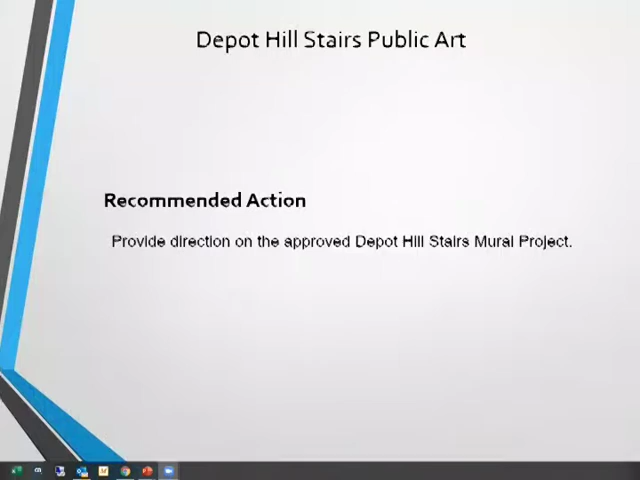 Depot Hill Stairs Public Art
Recommended Action
Provide direction on the approved Depot Hill Stairs Mural Project.